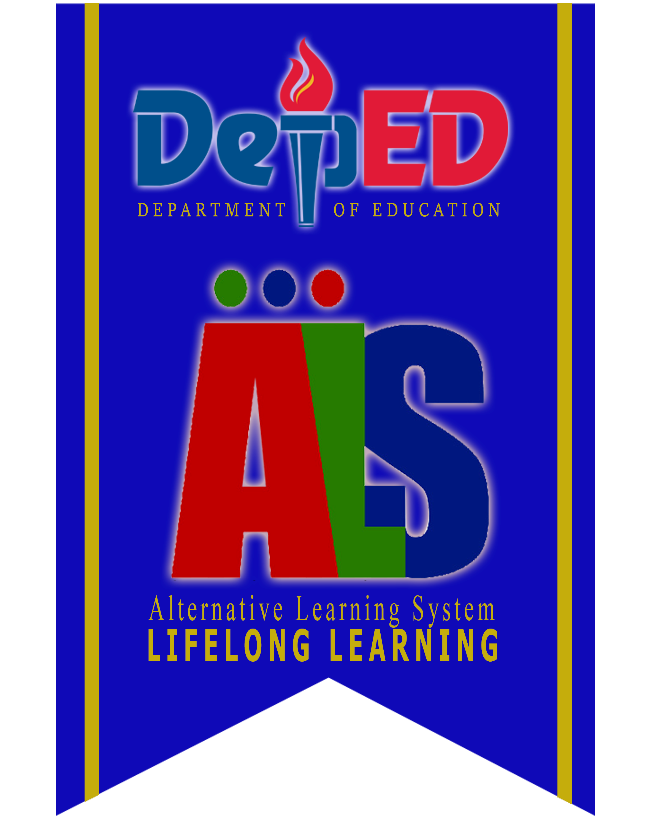 DepED
DEPARTMENT OF EDUCATION
ALS
Alternative Learning System
LIFELONG LEARNING